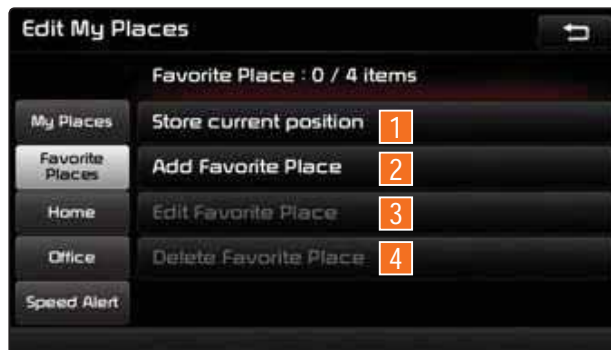 Edit My Places
Favorite Place : 0 / 4 items
My Places
Store current position 1
Favorite
Places
Add Favorite Place 2
Home
Edit Favorite Place 3
Office
Delete Favorite Place 4
Speed Alert